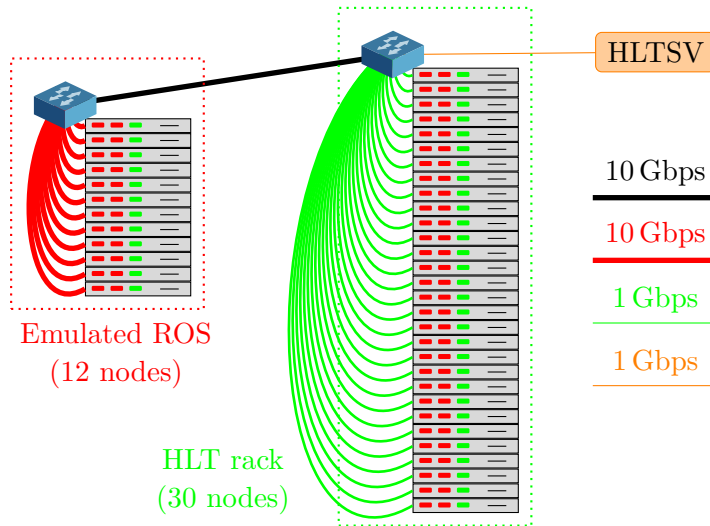 HLTSV
10 Gbps
10 Gbps
1 Gbps
1 Gbps
Emulated ROS
(12 nodes)
HLT rack
(30 nodes)